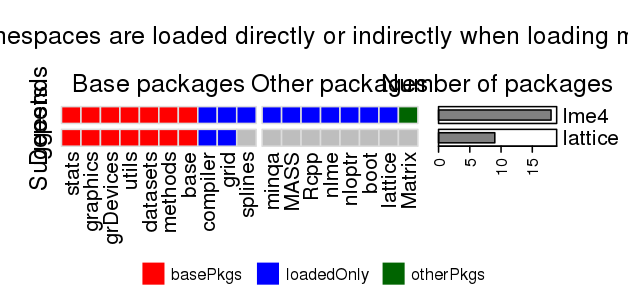 mespaces are loaded directly or indirectly when loading m
Base packages
Other packages
Number of packages
Depends
Suggests
lme4
lattice
stats
graphics
grDevices
utils
datasets
methods
base
compiler
grid
splines
minqa
MASS
Rcpp
nlme
nloptr
boot
lattice
Matrix
0
5
10
15
basePkgs
loadedOnly
otherPkgs